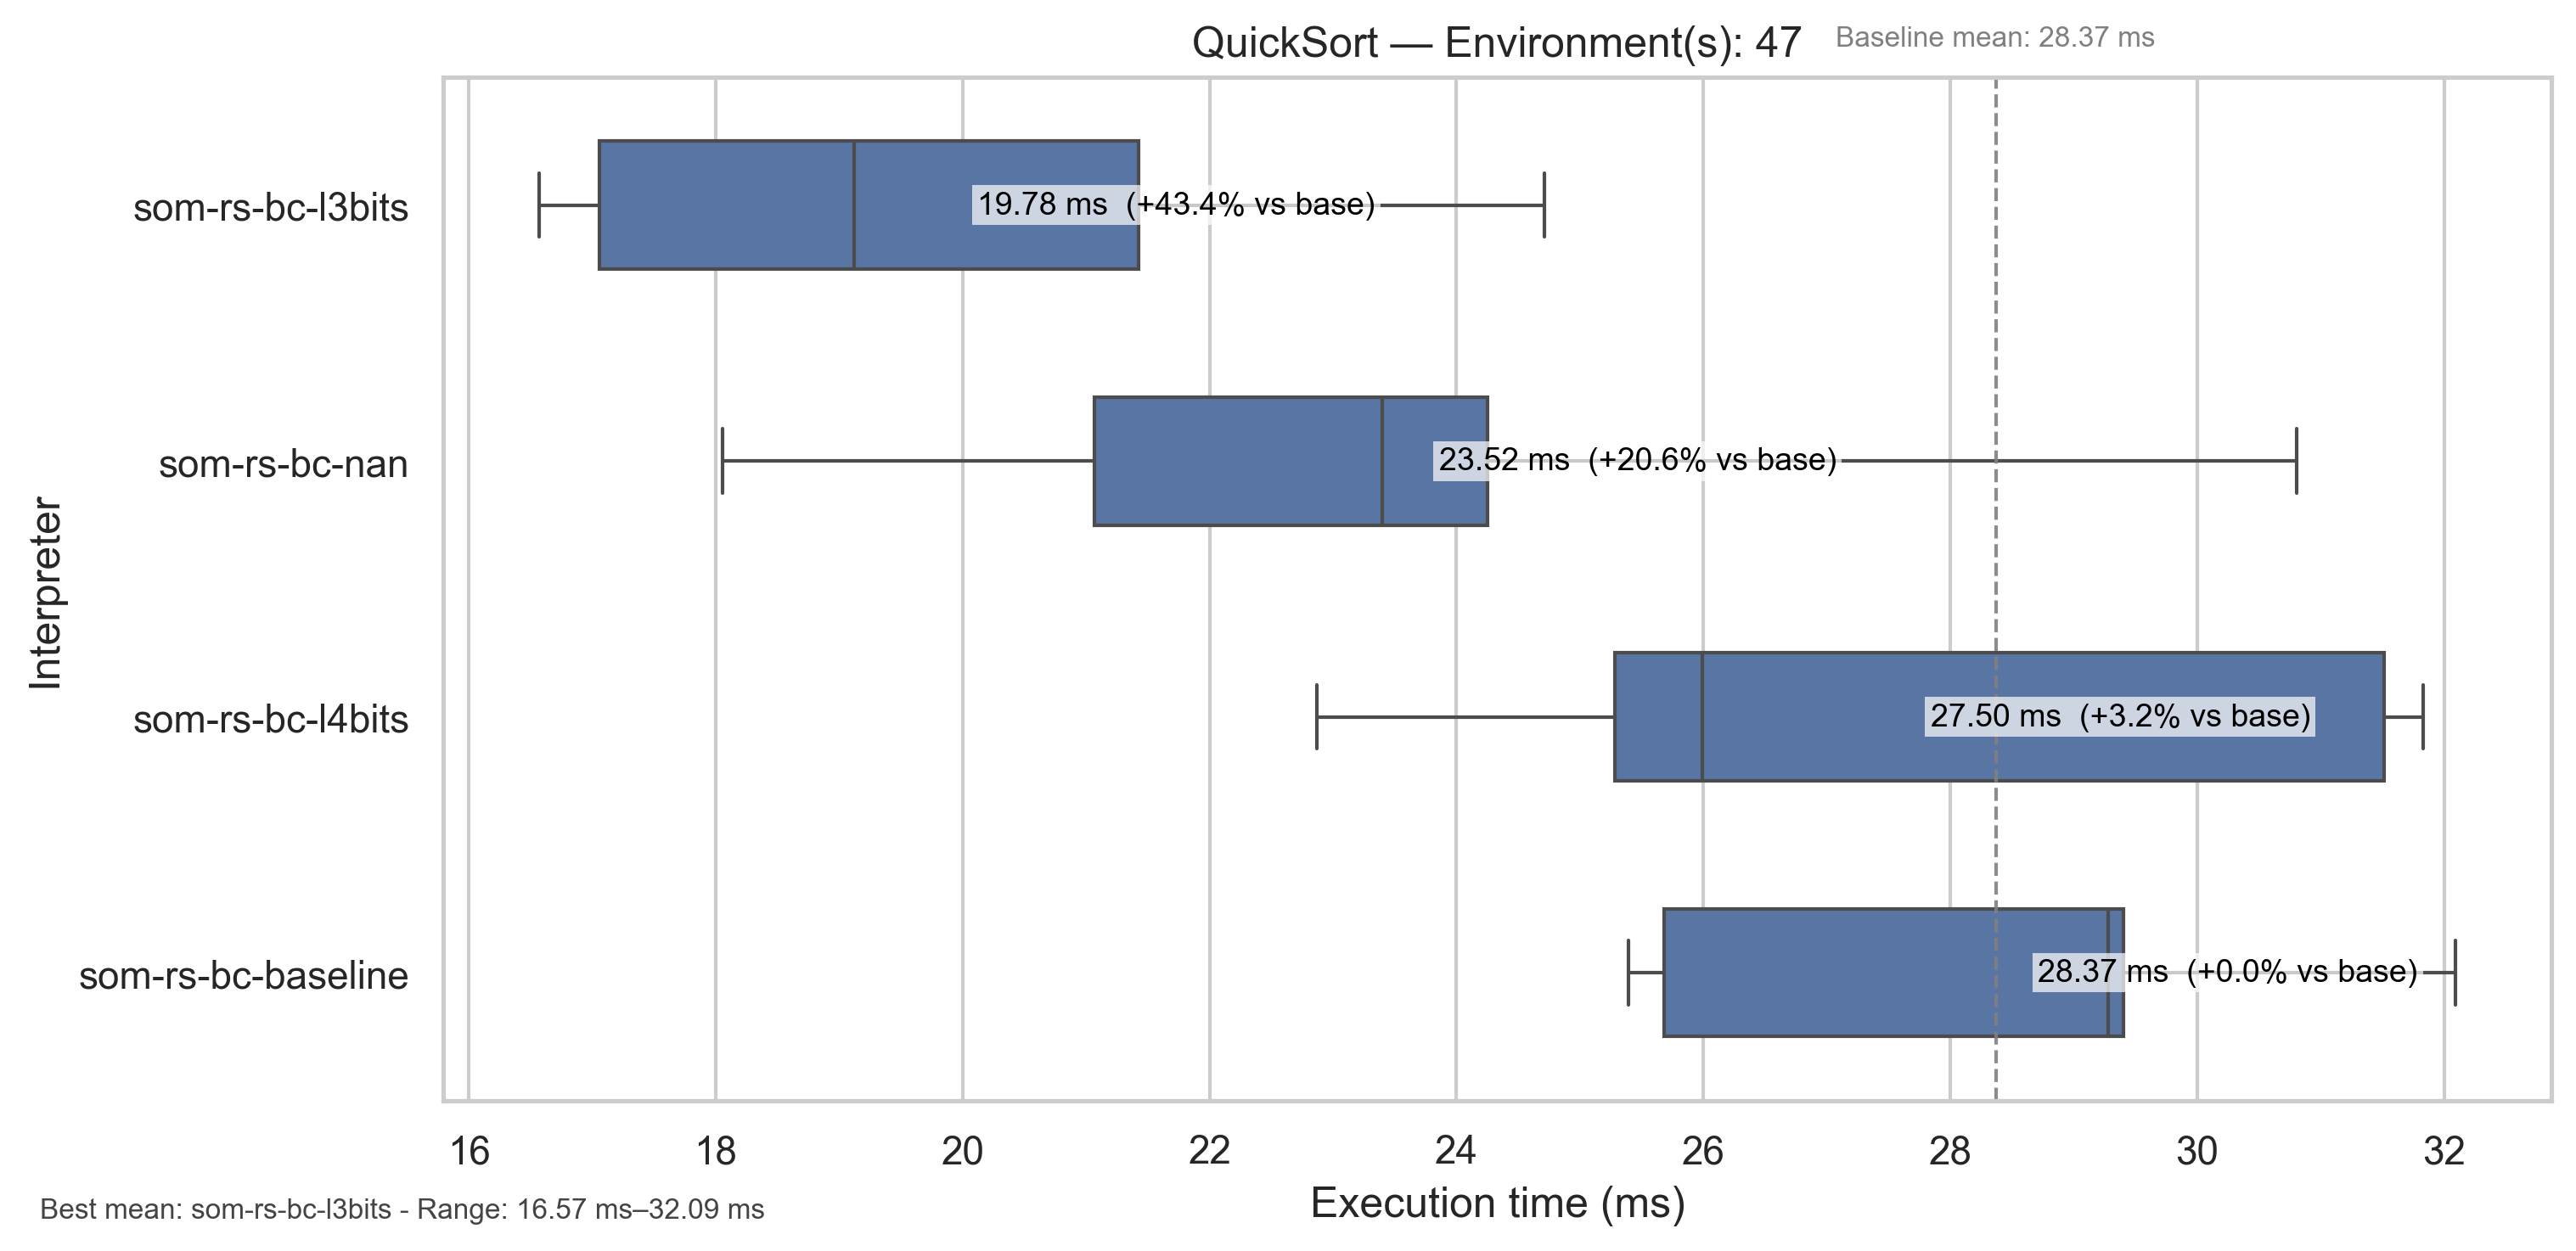 QuickSort — Environment(s): 47
Baseline mean: 28.37 ms
Interpreter
som-rs-bc-l3bits
19.78 ms (+43.4% vs base)
som-rs-bc-nan
23.52 ms (+20.6% vs base)
som-rs-bc-l4bits
27.50 ms (+3.2% vs base)
som-rs-bc-baseline
28.37 ms (+0.0% vs base)
16 18 20 22 24 26 28 30 32
Execution time (ms)
Best mean: som-rs-bc-l3bits - Range: 16.57 ms–32.09 ms